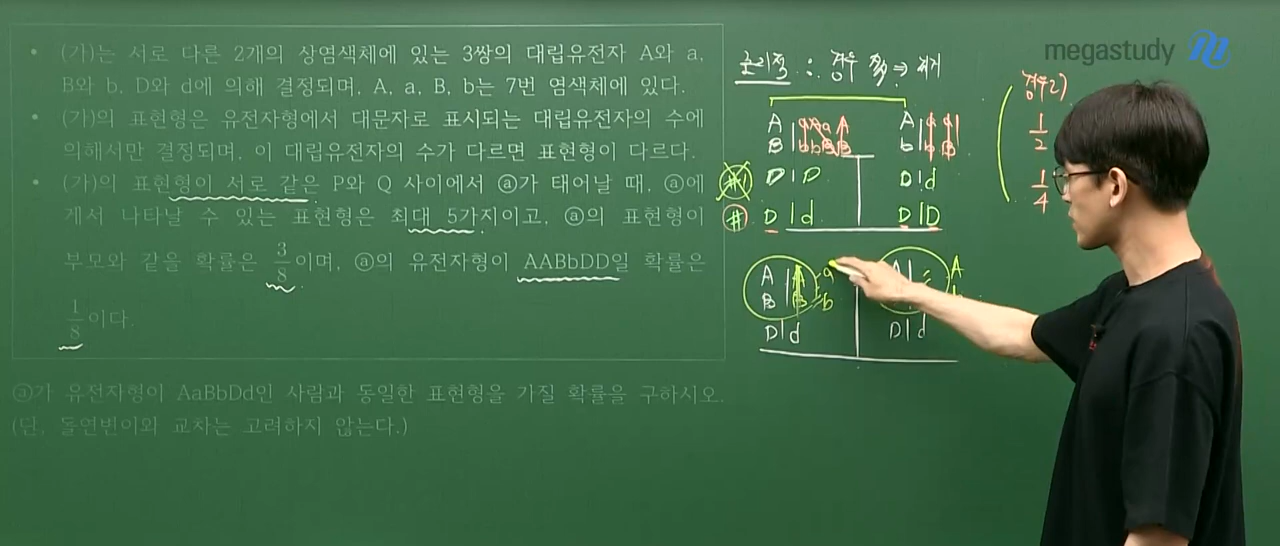 • (가)는 서로 다른 2개의 상염색체에 있는 3쌍의 대립유전자 A와 a,
B와 b, D와 d에 의해 결정되며, A, a, B, b는 7번 염색체에 있다.
• (가)의 표현형은 유전자형에서 대문자로 표시되는 대립유전자의 수에
의해서만 결정되며, 이 대립유전자의 수가 다르면 표현형이 다르다.
• (가)의 표현형이 서로 같은 P와 Q 사이에서 ⓐ가 태어날 때, ⓐ에
게서 나타날 수 있는 표현형은 최대 5가지이고, ⓐ의 표현형이
부모와 같을 확률은 3/8이며, ⓐ의 유전자형이 AABbDD일 확률은
1/8이다.
ⓐ가 유전자형이 AaBbDd인 사람과 동일한 표현형을 가질 확률을 구하시오.
(단, 돌연변이와 교차는 고려하지 않는다.)
megastudy
논리적 ∴ ⇒ 제거
A A
B b
D|D D|d
D|d D|D
A a A
B b
D|d D|d
경우2)
1/2
1/4